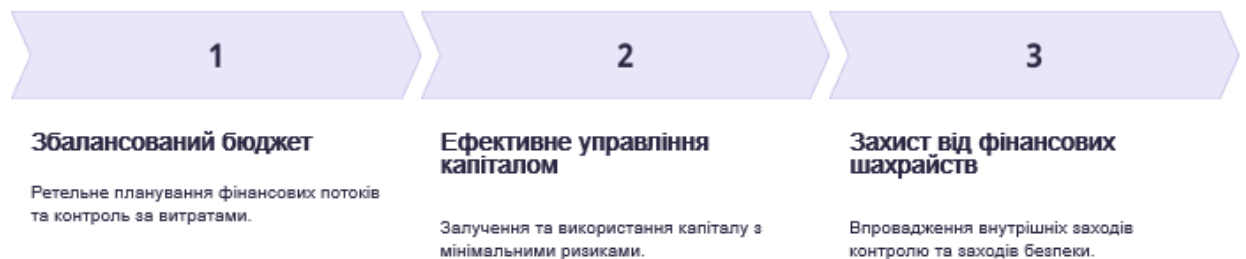 1
2
3
Збалансований бюджет
Ретельне планування фінансових потоків
та контроль за витратами.
Ефективне управління
капіталом
Залучення та використання капіталу з
мінімальними ризиками.
Захист від фінансових
шахрайств
Впровадження внутрішніх заходів
контролю та заходів безпеки.